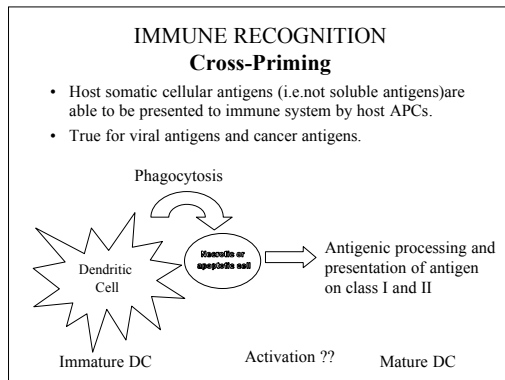 IMMUNE RECOGNITION
Cross-Priming
• Host somatic cellular antigens (i.e.not soluble antigens)are
able to be presented to immune system by host APCs.
• True for viral antigens and cancer antigens.
Phagocytosis
Dendritic
Cell
Necrotic or
apoptotic cell
Antigenic processing and
presentation of antigen
on class I and II
Immature DC
Activation ??
Mature DC